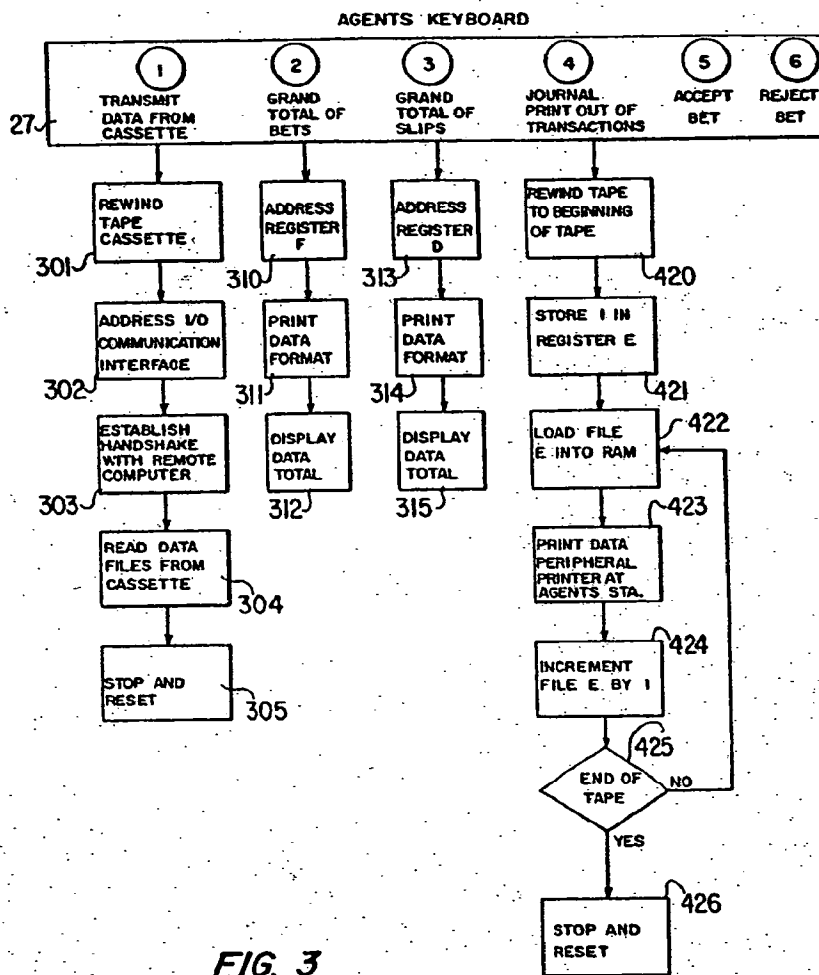 AGENTS KEYBOARD
1
2
3
4
5
6
TRANSMIT
DATA FROM
CASSETTE
GRAND
TOTAL OF
BETS
GRAND
TOTAL OF
SLIPS
JOURNAL
PRINT OUT OF
TRANSACTIONS
ACCEPT
BET
REJECT
BET
27
REWIND
TAPE
CASSETTE
301
ADDRESS I/O
COMMUNICATION
INTERFACE
302
ESTABLISH
HANDSHAKE
WITH REMOTE
COMPUTER
303
READ DATA
FILES FROM
CASSETTE
304
STOP AND
RESET
305
ADDRESS
REGISTER
F
310
PRINT
DATA
FORMAT
311
DISPLAY
DATA
TOTAL
312
ADDRESS
REGISTER
D
313
PRINT
DATA
FORMAT
314
DISPLAY
DATA
TOTAL
315
REWIND TAPE
TO BEGINNING
OF TAPE
420
STORE 1 IN
REGISTER E
421
LOAD FILE
E INTO RAM
422
PRINT DATA
PERIPHERAL
PRINTER AT
AGENTS STA.
423
INCREMENT
FILE E BY 1
424
END OF
TAPE
425
NO
YES
STOP AND
RESET
426
FIG. 3